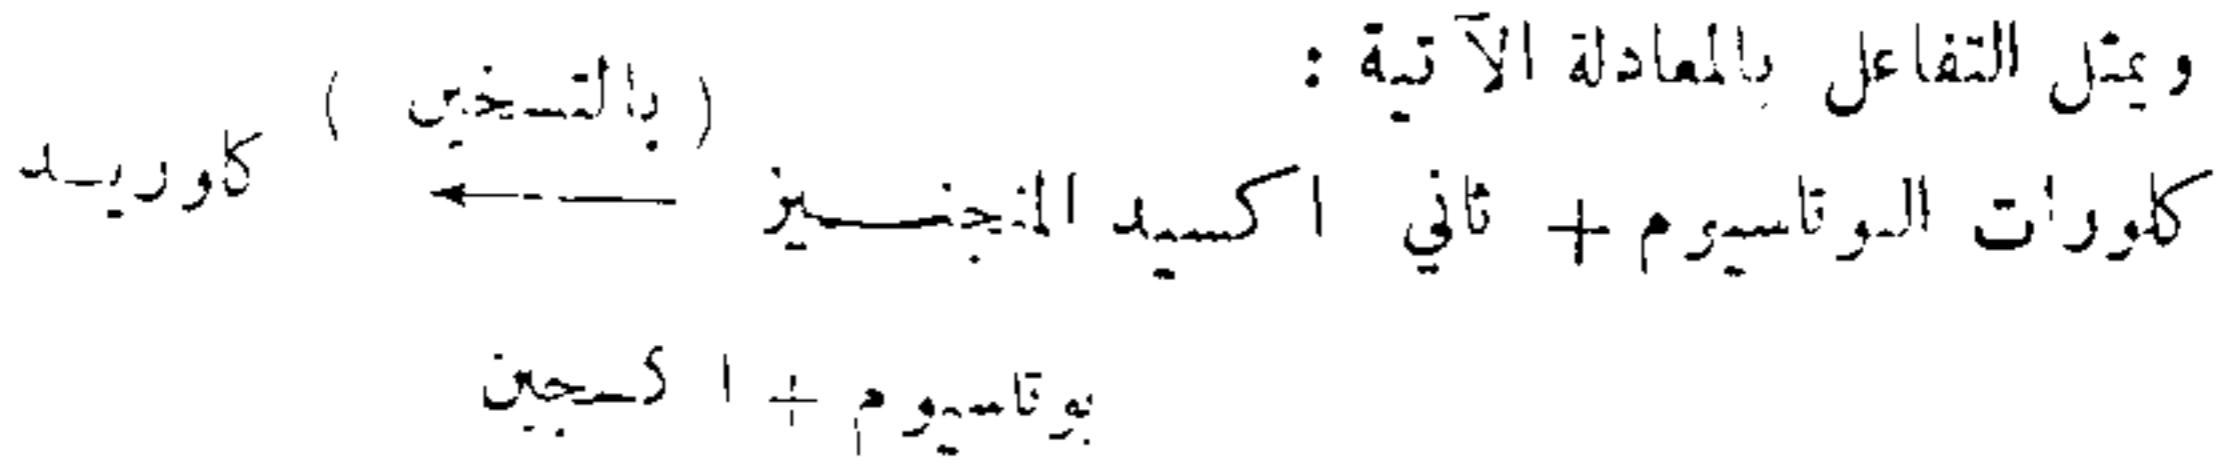 ويمثل التفاعل بالمعادلة الآتية :
كلورات البوتاسيوم + ثاني اكسيد المنجنيز ← ( بالتسخين ) كلوريد
بوتاسيوم + اكسجين